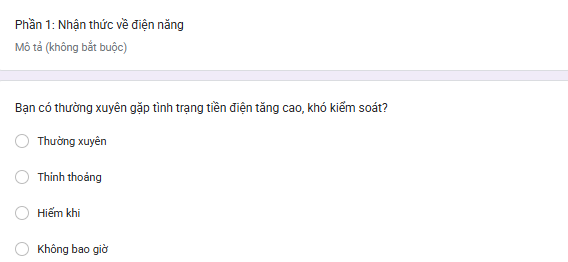 Phần 1: Nhận thức về điện năng
Mô tả (không bắt buộc)
Bạn có thường xuyên gặp tình trạng tiền điện tăng cao, khó kiểm soát?
Thường xuyên
Thỉnh thoảng
Hiếm khi
Không bao giờ